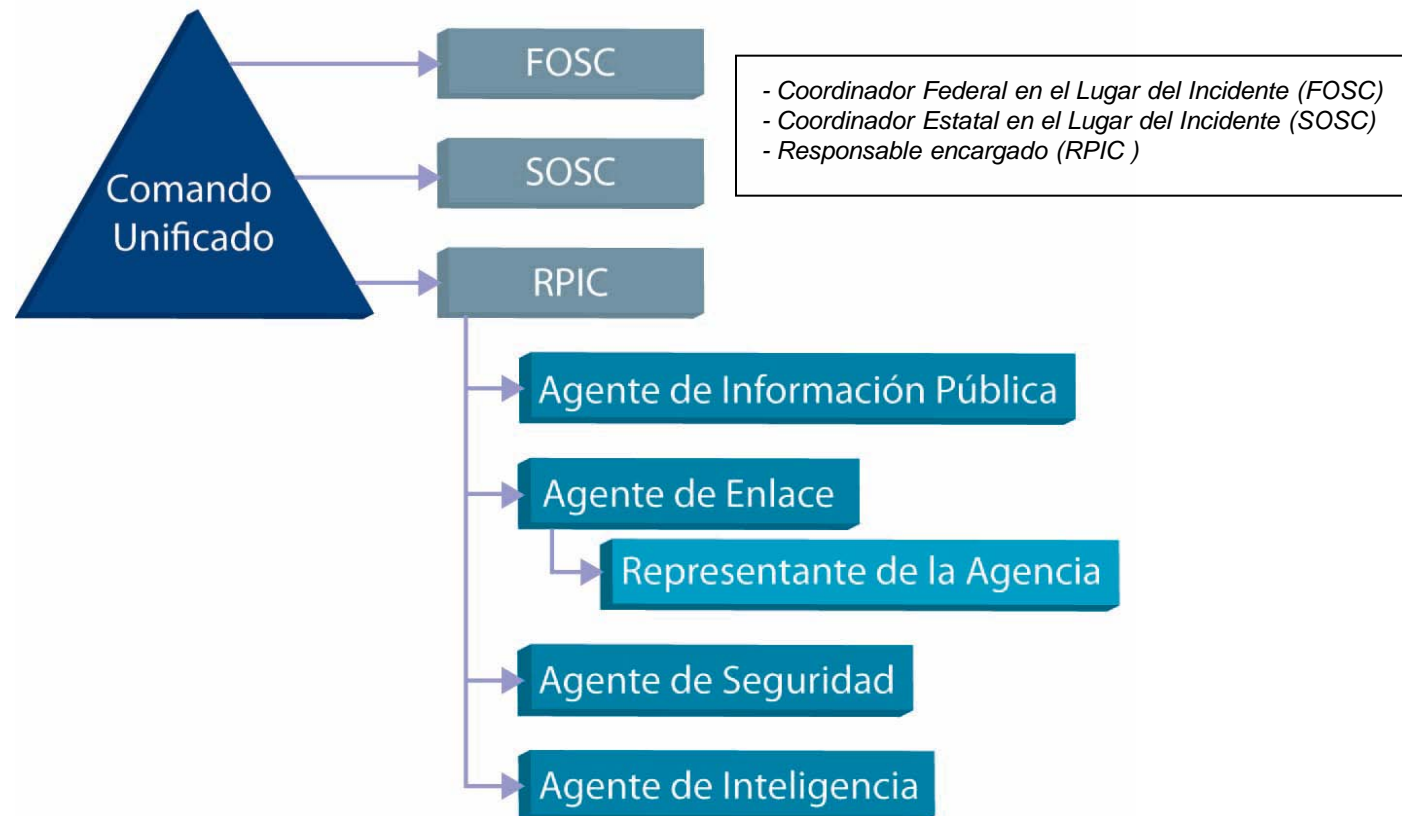 FOSC
- Coordinador Federal en el Lugar del Incidente (FOSC)
- Coordinador Estatal en el Lugar del Incidente (SOSC)
- Responsable encargado (RPIC )
SOSC
Comando
Unificado
RPIC
Agente de Información Pública
Agente de Enlace
Representante de la Agencia
Agente de Seguridad
Agente de Inteligencia